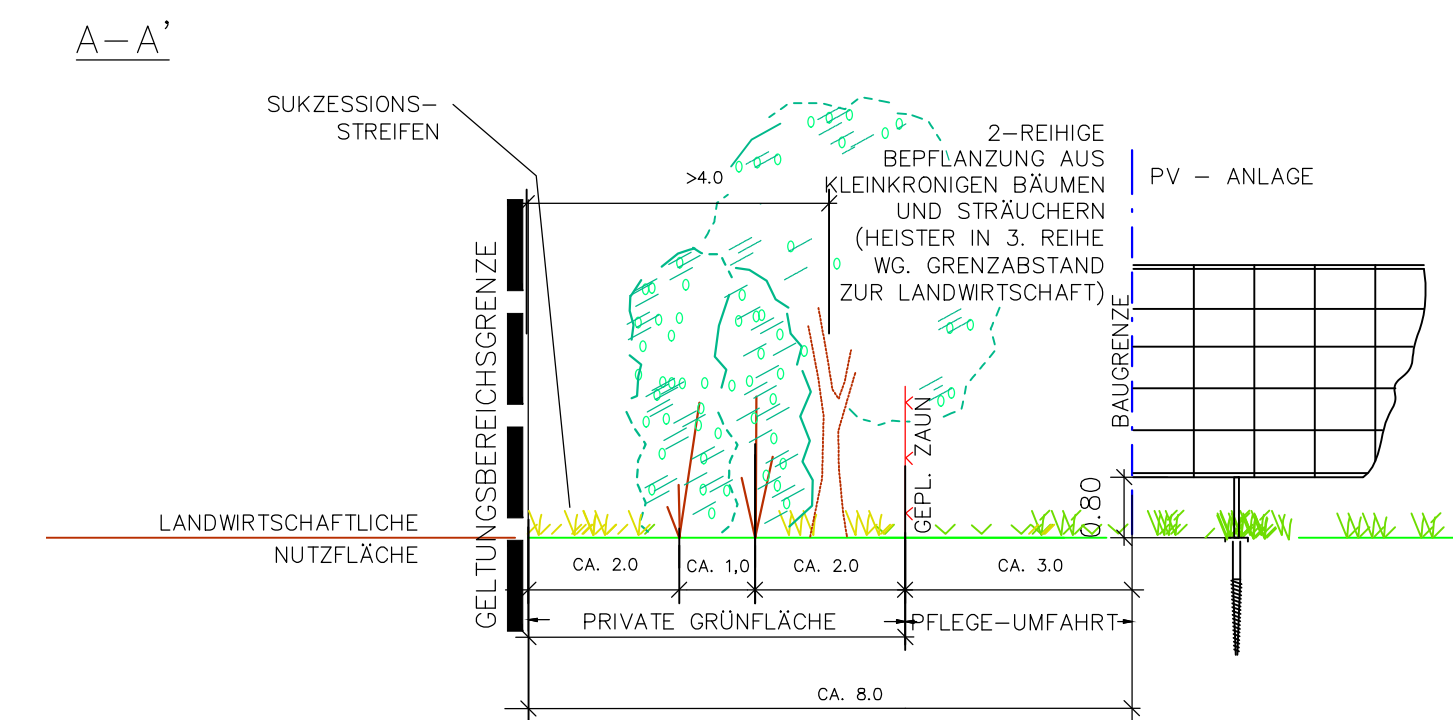 A–A'
SUKZESSIONS–
STREIFEN
>4.0
2–REIHIGE
BEPFLANZUNG AUS
KLEINKRONIGEN BÄUMEN
UND STRÄUCHERN
(HEISTER IN 3. REIHE
WG. GRENZABSTAND
ZUR LANDWIRTSCHAFT)
PV – ANLAGE
GELTUNGSBEREICHSGRENZE
BAUGRENZE
GEPL. ZAUN
0.80
LANDWIRTSCHAFTLICHE
NUTZFLÄCHE
CA. 2.0
CA. 1,0
CA. 2.0
CA. 3.0
PRIVATE GRÜNFLÄCHE
PFLEGE–UMFAHRT
CA. 8.0